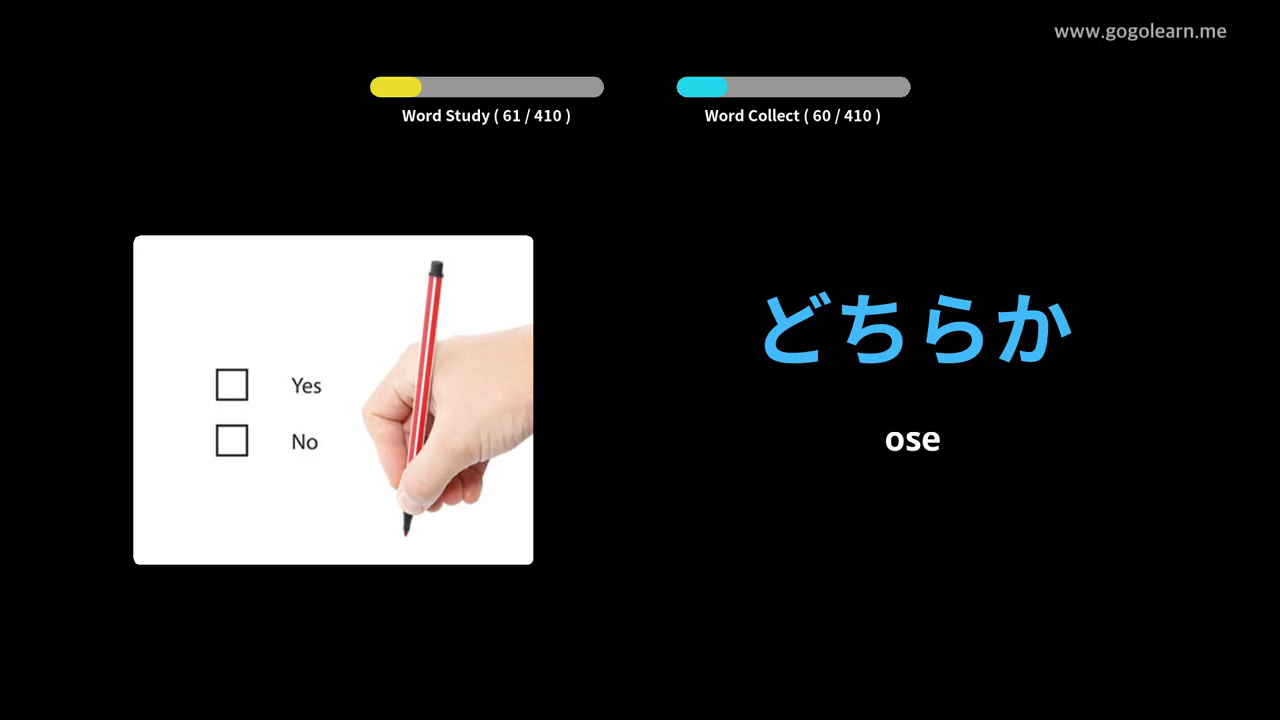 www.gogolearn.me
Word Study ( 61 / 410 )
Word Collect ( 60 / 410 )
Yes
No
どちらか
ose